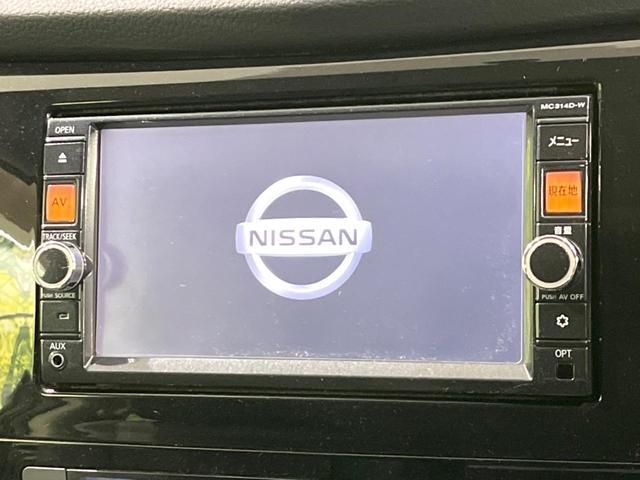 MC314D-W
OPEN
メニュー
AV
現在地
TRACK/SEEK
音量
NISSAN
PUSH SOURCE
PUSH AV OFF
AUX
OPT